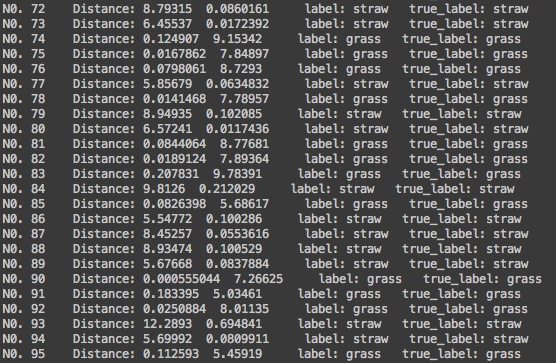 N0. 72 Distance: 8.79315 0.0860161 label: straw true_label: straw
N0. 73 Distance: 6.45537 0.0172392 label: straw true_label: straw
N0. 74 Distance: 0.124907 9.15342 label: grass true_label: grass
N0. 75 Distance: 0.0167862 7.84897 label: grass true_label: grass
N0. 76 Distance: 0.0798061 8.7293 label: grass true_label: grass
N0. 77 Distance: 5.85679 0.0634832 label: straw true_label: straw
N0. 78 Distance: 0.0141468 7.78957 label: grass true_label: grass
N0. 79 Distance: 8.94935 0.102085 label: straw true_label: straw
N0. 80 Distance: 6.57241 0.0117436 label: straw true_label: straw
N0. 81 Distance: 0.0844064 8.77681 label: grass true_label: grass
N0. 82 Distance: 0.0189124 7.89364 label: grass true_label: grass
N0. 83 Distance: 0.207831 9.78391 label: grass true_label: grass
N0. 84 Distance: 9.8126 0.212029 label: straw true_label: straw
N0. 85 Distance: 0.0826398 5.68617 label: grass true_label: grass
N0. 86 Distance: 5.54772 0.100286 label: straw true_label: straw
N0. 87 Distance: 8.45257 0.0553616 label: straw true_label: straw
N0. 88 Distance: 8.93474 0.100529 label: straw true_label: straw
N0. 89 Distance: 5.67668 0.0837884 label: straw true_label: straw
N0. 90 Distance: 0.000555044 7.26625 label: grass true_label: grass
N0. 91 Distance: 0.183395 5.03461 label: grass true_label: grass
N0. 92 Distance: 0.0250884 8.01135 label: grass true_label: grass
N0. 93 Distance: 12.2893 0.694841 label: straw true_label: straw
N0. 94 Distance: 5.69992 0.0809911 label: straw true_label: straw
N0. 95 Distance: 0.112593 5.45919 label: grass true_label: grass